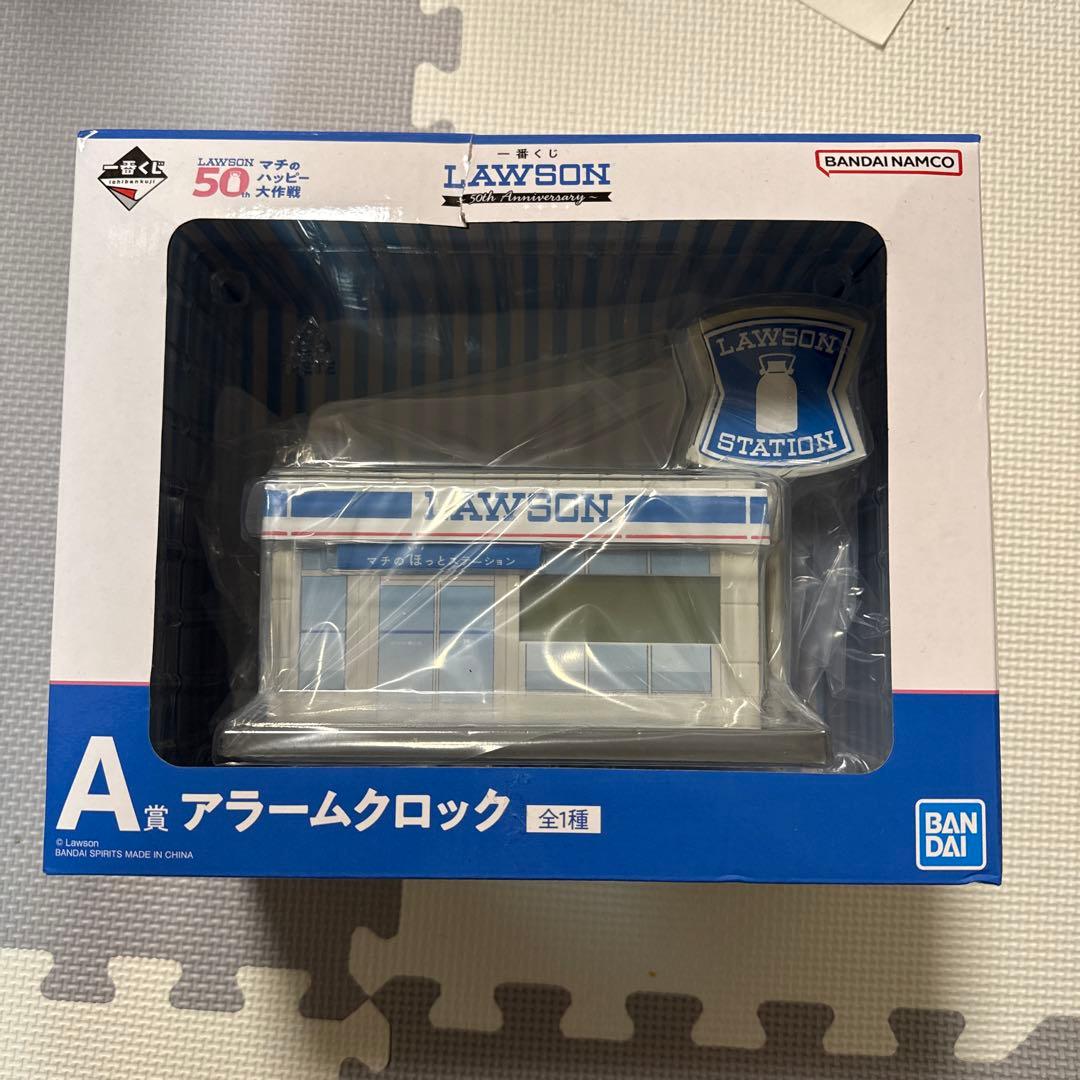 一番くじ
ichibankuji
LAWSON
50th
マチの
ハッピー
大作戦
一番くじ
LAWSON
~50th Anniversary~
BANDAI NAMCO
LAWSON
STATION
LAWSON
マチの ほっとステーション
A賞 アラームクロック 全1種
© Lawson
BANDAI SPIRITS MADE IN CHINA
BAN
DAI